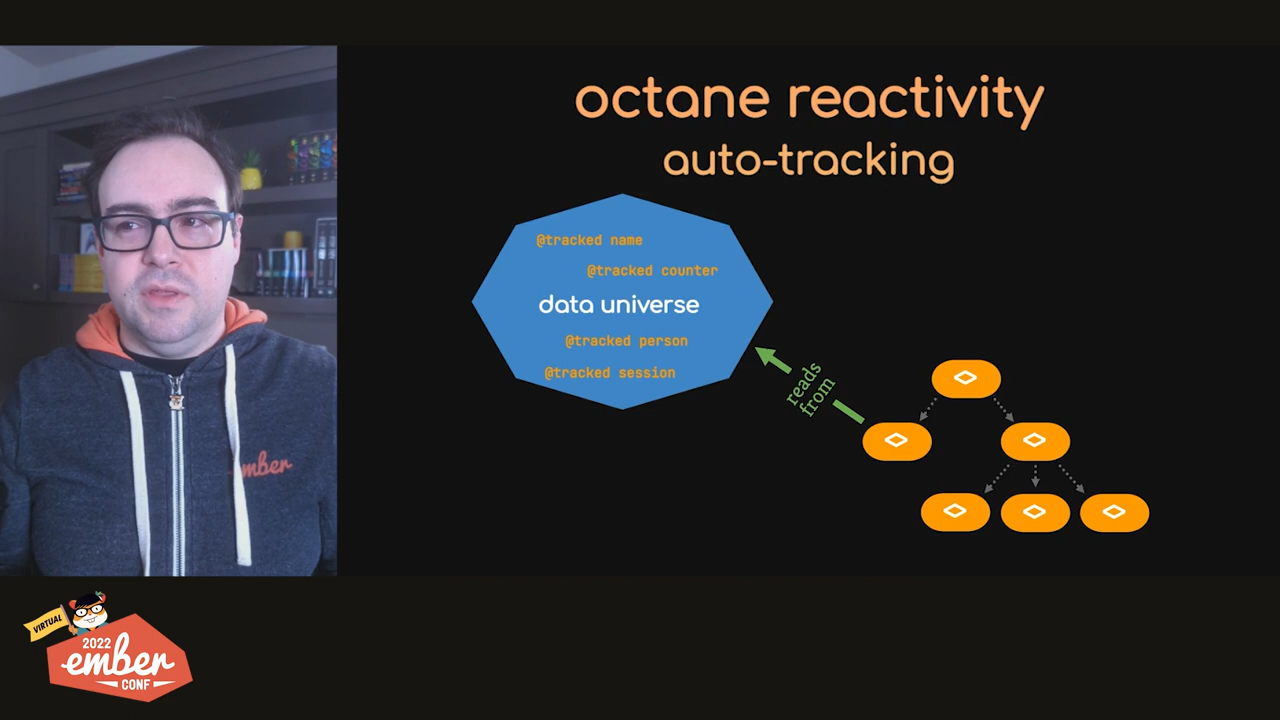 octane reactivity
auto-tracking
@tracked name
@tracked counter
data universe
@tracked person
@tracked session
reads
from
ember
VIRTUAL
2022
ember
CONF